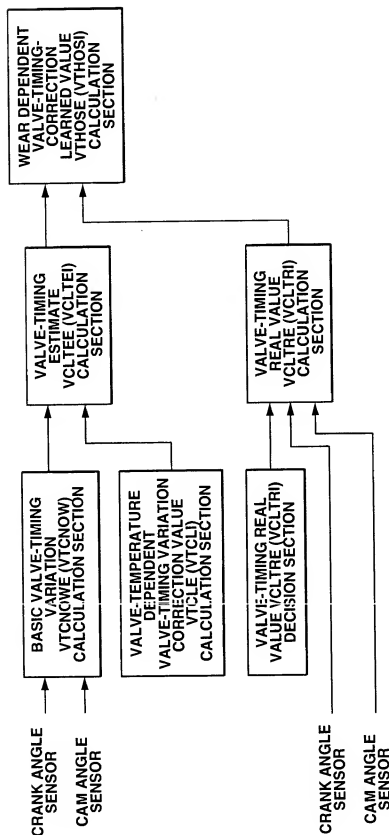 CRANK ANGLE
SENSOR
CAM ANGLE
SENSOR
BASIC VALVE-TIMING
VARIATION
VTCNOWE (VTCNOW)
CALCULATION SECTION
VALVE-TEMPERATURE
DEPENDENT
VALVE-TIMING VARIATION
CORRECTION VALUE
VTCLE (VTCLI)
CALCULATION SECTION
VALVE-TIMING
ESTIMATE
VCLTEE (VCLTEI)
CALCULATION
SECTION
WEAR DEPENDENT
VALVE-TIMING-
CORRECTION
LEARNED VALUE
VTHOSE (VTHOSI)
CALCULATION
SECTION
CRANK ANGLE
SENSOR
CAM ANGLE
SENSOR
VALVE-TIMING REAL
VALUE VCLTRE (VCLTRI)
DECISION SECTION
VALVE-TIMING
REAL VALUE
VCLTRE (VCLTRI)
CALCULATION
SECTION